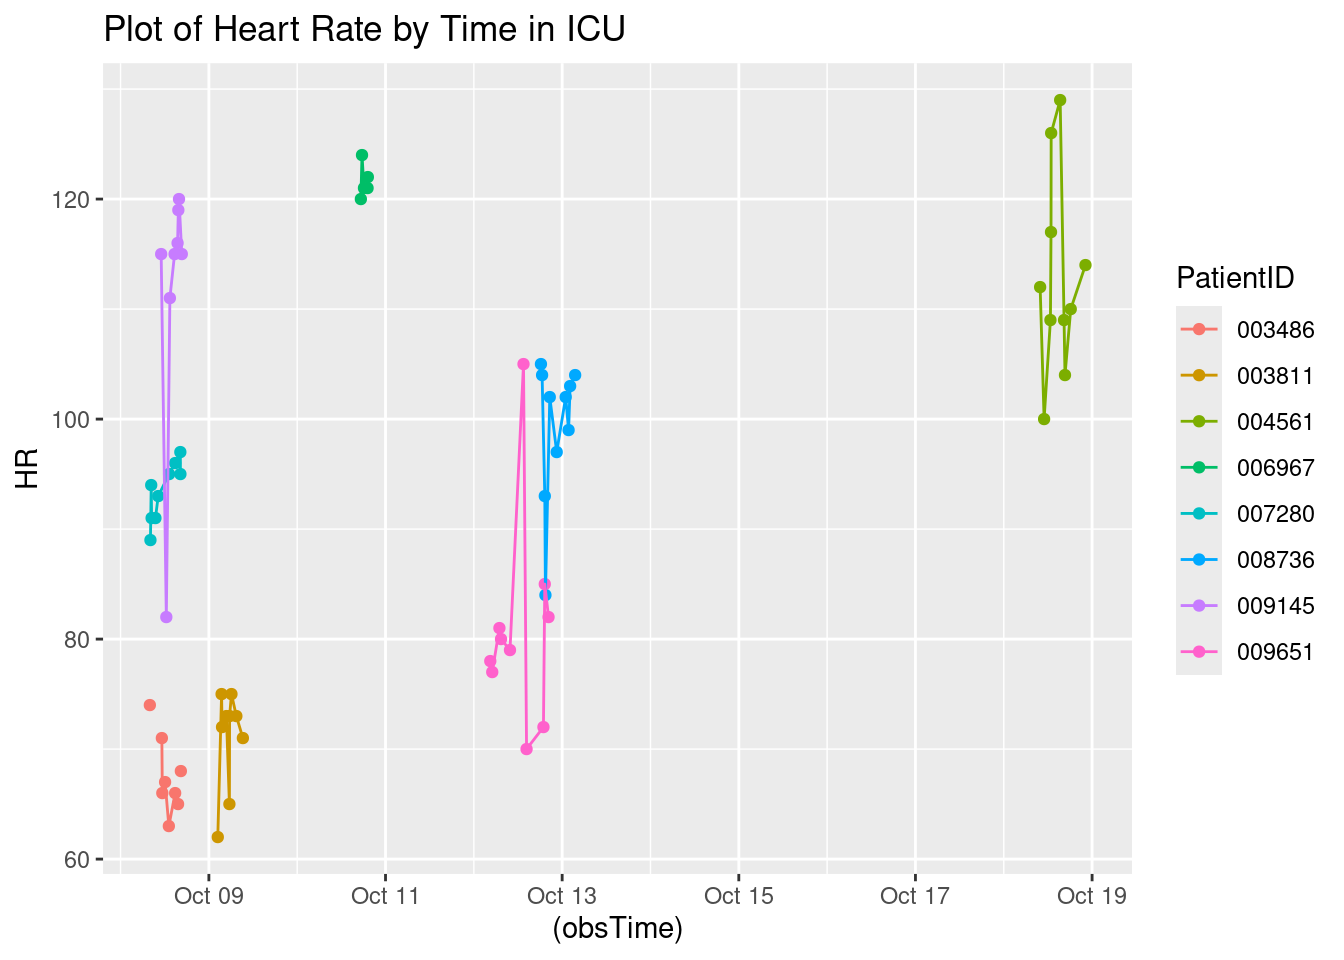 Plot of Heart Rate by Time in ICU
120
100
80
60
HR
Oct 09 Oct 11 Oct 13 Oct 15 Oct 17 Oct 19
(obsTime)
PatientID
003486
003811
004561
006967
007280
008736
009145
009651